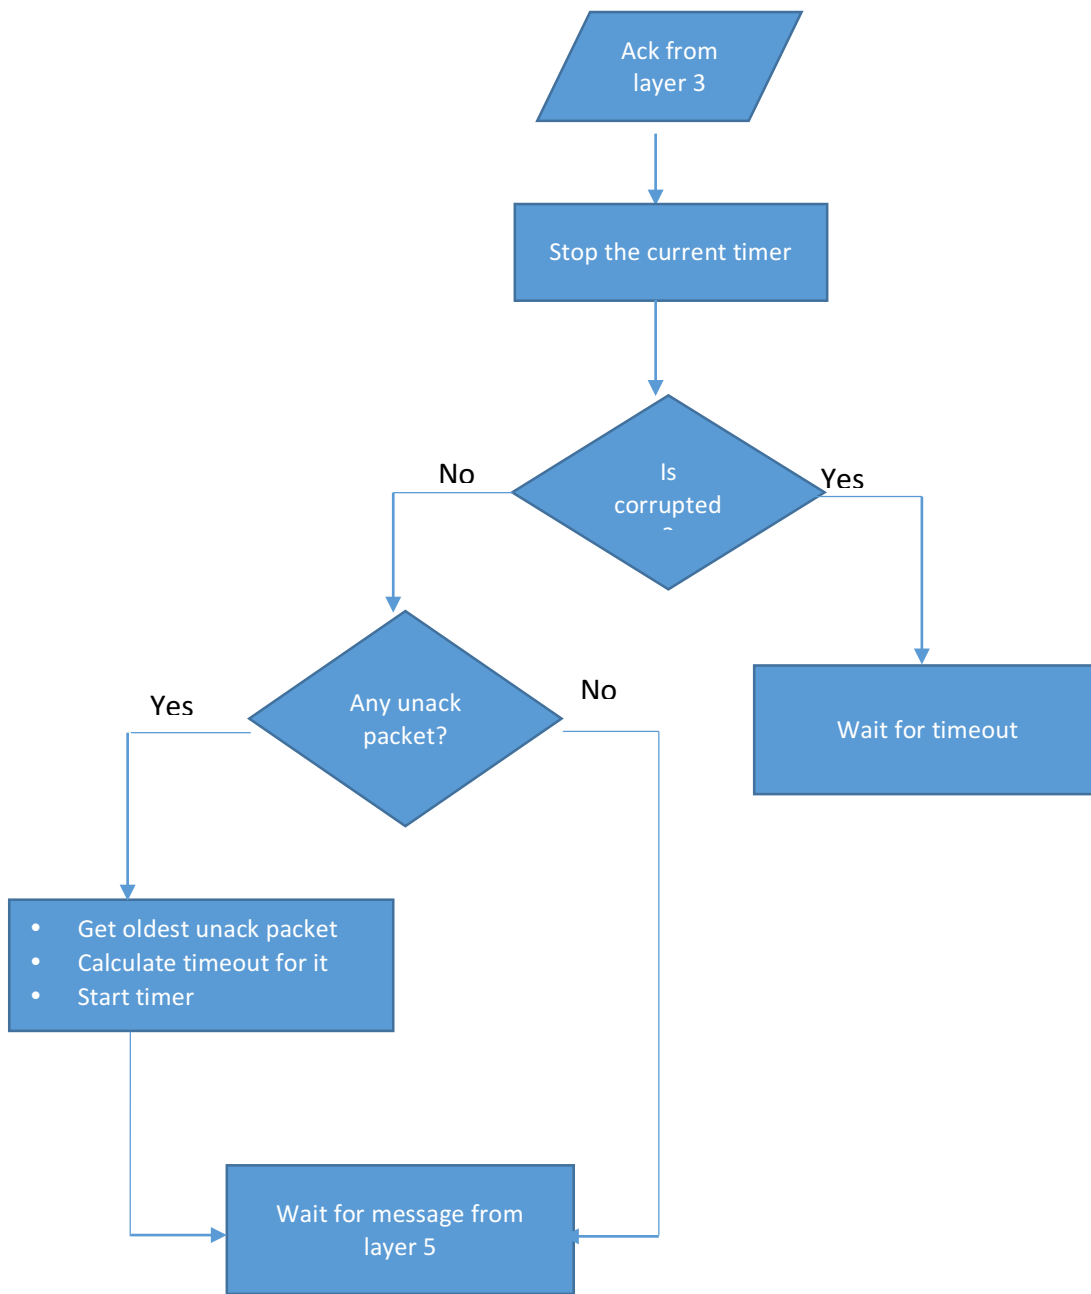 Ack from
layer 3
Stop the current timer
No
Is
corrupted
Yes
Any unack
packet?
Yes
No
Wait for timeout
• Get oldest unack packet
• Calculate timeout for it
• Start timer
Wait for message from
layer 5